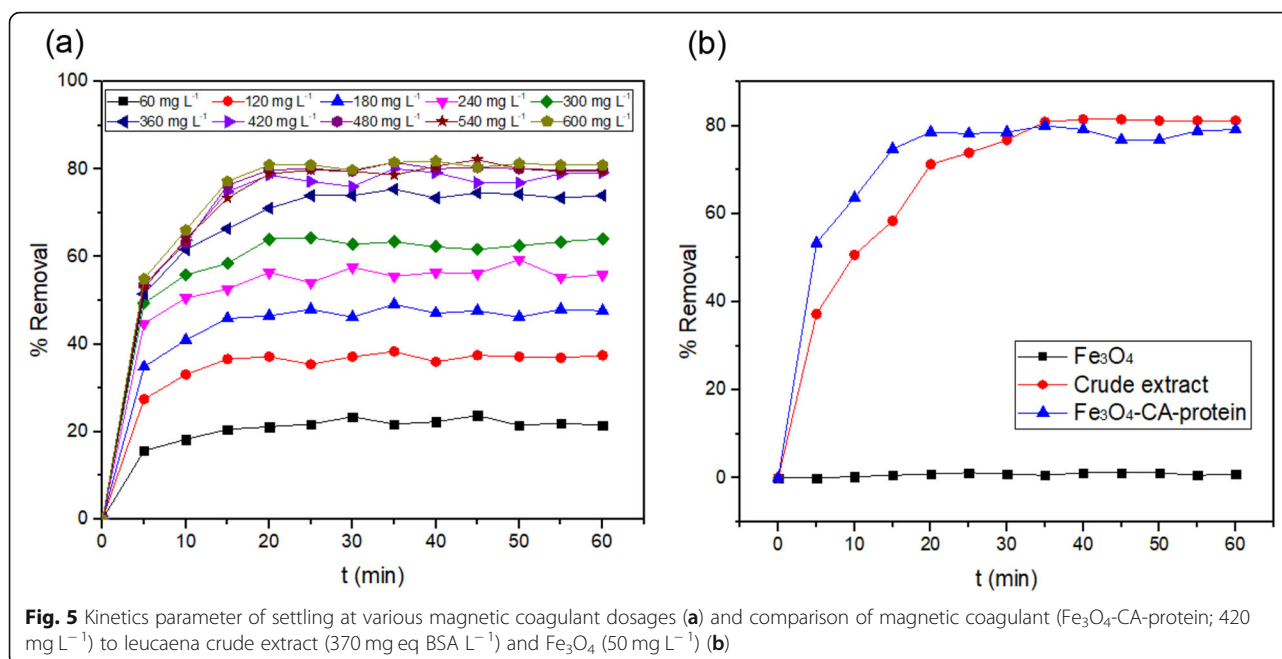 (a)
100
80
60
40
20
0
% Removal
60 mg L⁻¹ 120 mg L⁻¹ 180 mg L⁻¹ 240 mg L⁻¹ 300 mg L⁻¹
360 mg L⁻¹ 420 mg L⁻¹ 480 mg L⁻¹ 540 mg L⁻¹ 600 mg L⁻¹
0 10 20 30 40 50 60
t (min)
(b)
80
60
40
20
0
% Removal
Fe₃O₄
Crude extract
Fe₃O₄-CA-protein
0 10 20 30 40 50 60
t (min)
Fig. 5 Kinetics parameter of settling at various magnetic coagulant dosages (a) and comparison of magnetic coagulant (Fe₃O₄-CA-protein; 420
mg L⁻¹) to leucaena crude extract (370 mg eq BSA L⁻¹) and Fe₃O₄ (50 mg L⁻¹) (b)